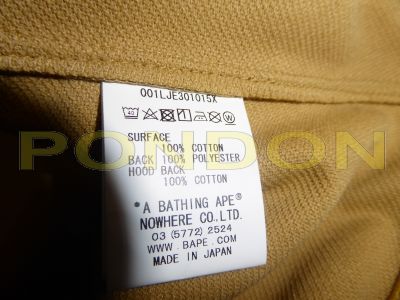 001LJE301015X
SURFACE
100% COTTON
BACK 100% POLYESTER
HOOD BACK
100% COTTON
"A BATHING APE®
NOWHERE CO., LTD.
03 (5772) 2524
WWW.BAPE.COM
MADE IN JAPAN
PONDON